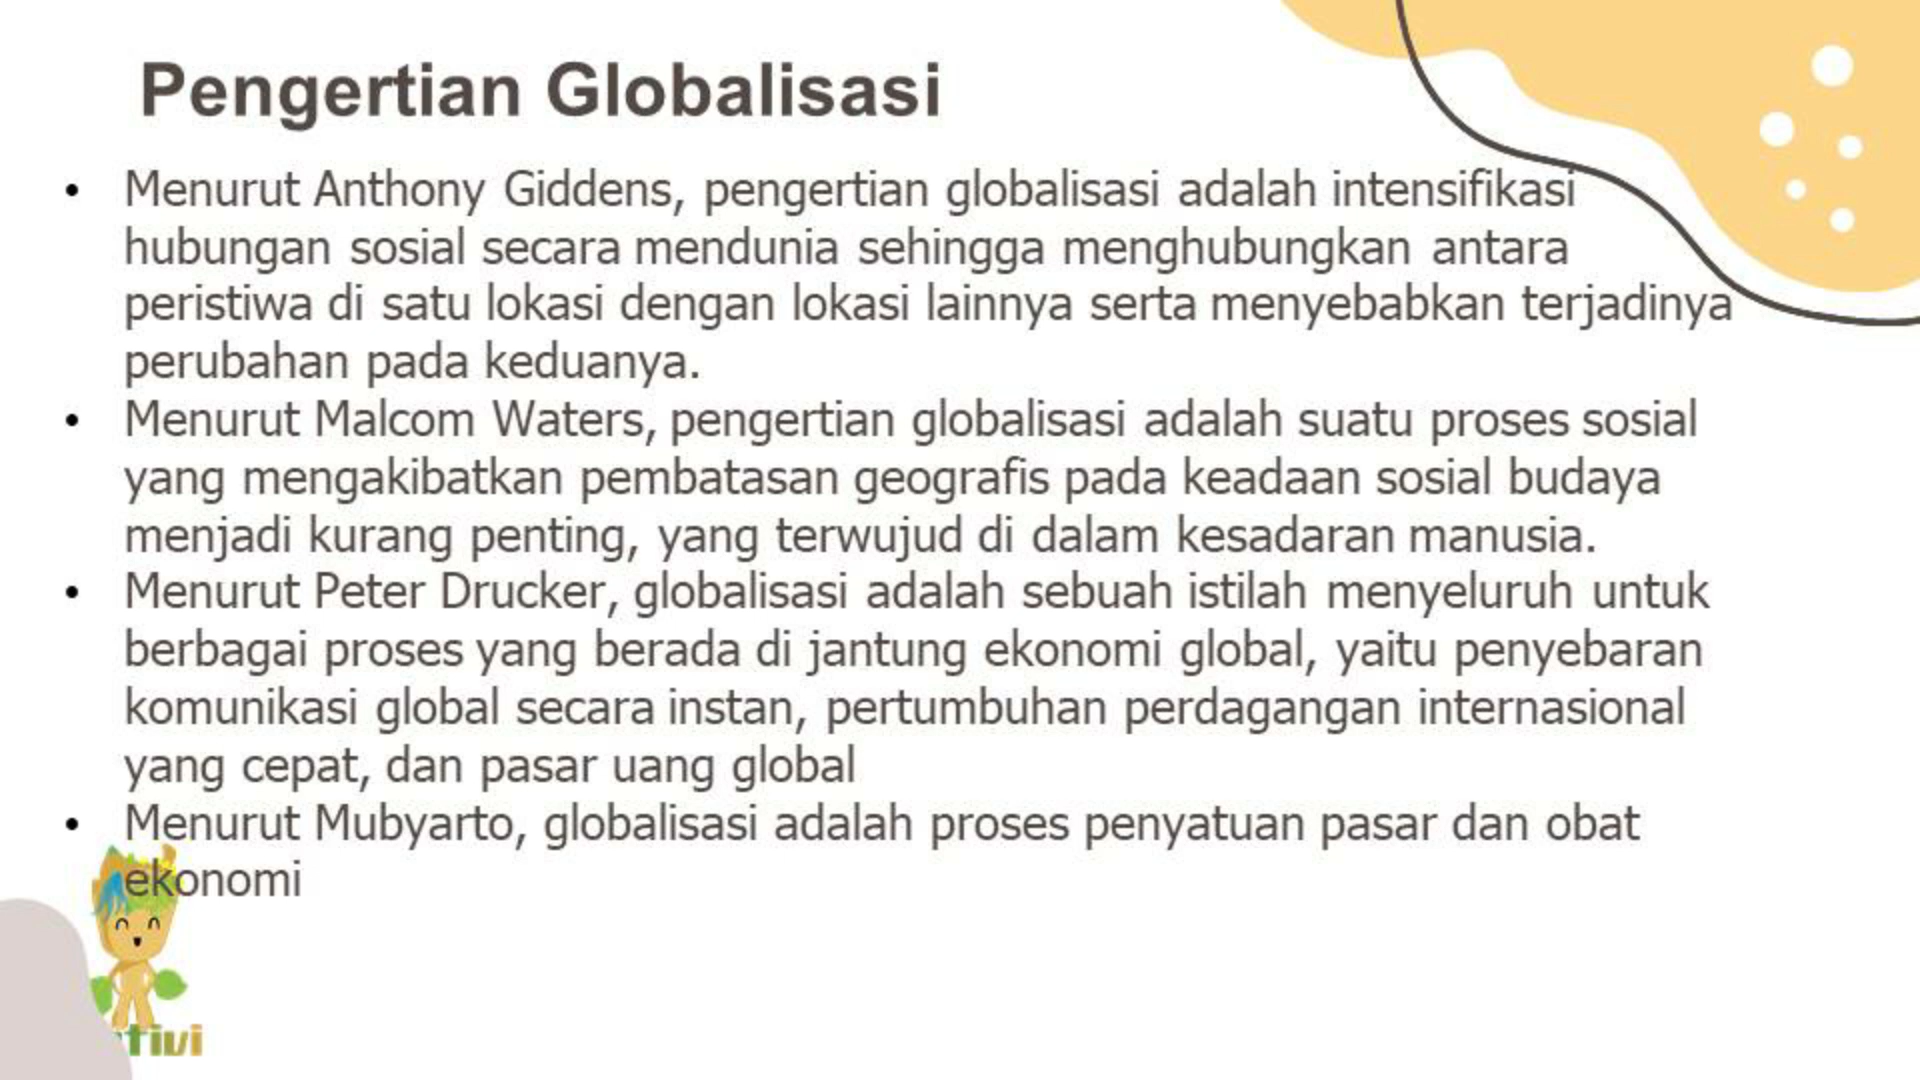 Pengertian Globalisasi
• Menurut Anthony Giddens, pengertian globalisasi adalah intensifikasi
hubungan sosial secara mendunia sehingga menghubungkan antara
peristiwa di satu lokasi dengan lokasi lainnya serta menyebabkan terjadinya
perubahan pada keduanya.
• Menurut Malcom Waters, pengertian globalisasi adalah suatu proses sosial
yang mengakibatkan pembatasan geografis pada keadaan sosial budaya
menjadi kurang penting, yang terwujud di dalam kesadaran manusia.
• Menurut Peter Drucker, globalisasi adalah sebuah istilah menyeluruh untuk
berbagai proses yang berada di jantung ekonomi global, yaitu penyebaran
komunikasi global secara instan, pertumbuhan perdagangan internasional
yang cepat, dan pasar uang global
• Menurut Mubyarto, globalisasi adalah proses penyatuan pasar dan obat
ekonomi